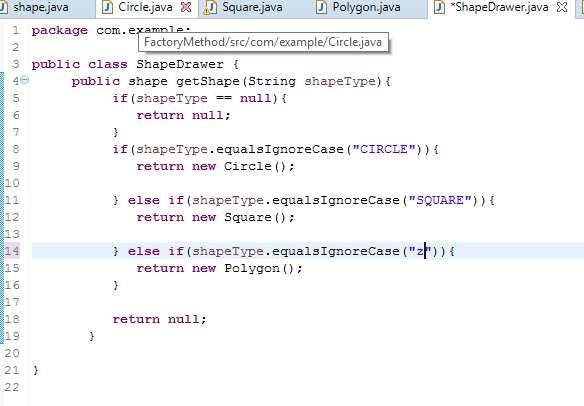 shape.java Circle.java Square.java Polygon.java *ShapeDrawer.java
1 package com.example;
FactoryMethod/src/com/example/Circle.java
2
3 public class ShapeDrawer {
4 public shape getShape(String shapeType){
5 if(shapeType == null){
6 return null;
7 }
8 if(shapeType.equalsIgnoreCase("CIRCLE")){
9 return new Circle();
10
11 } else if(shapeType.equalsIgnoreCase("SQUARE")){
12 return new Square();
13
14 } else if(shapeType.equalsIgnoreCase("z")){
15 return new Polygon();
16 }
17
18 return null;
19 }
20
21 }
22